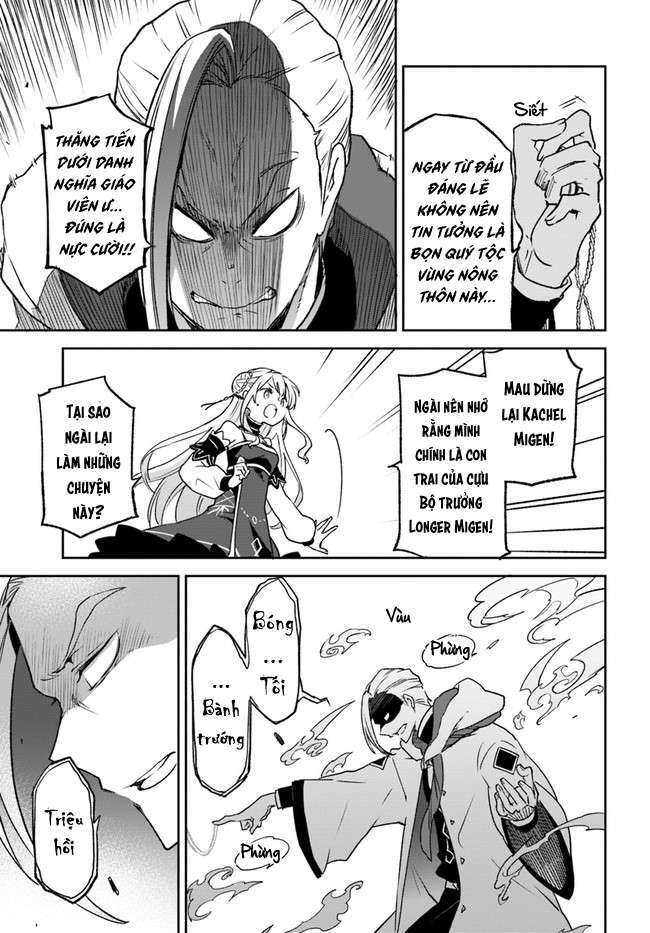 Siết
NGAY TỪ ĐẦU
ĐÁNG LẼ
KHÔNG NÊN
TIN TƯỞNG
BỌN QUÝ TỘC
VÙNG NÔNG
THÔN NÀY...
THĂNG TIẾN
DƯỚI DANH
NGHĨA GIÁO
VIÊN Ư...
ĐÚNG LÀ
NỰC CƯỜI!!!
MAU DỪNG
LẠI KACHEL
MIGEN!
NGÀI NÊN NHỚ
RẰNG MÌNH
CHÍNH LÀ CON
TRAI CỦA CỰU
BỘ TRƯỞNG
LONGER MIGEN!
TẠI SAO
NGÀI LẠI
LÀM NHỮNG
CHUYỆN
NÀY?
Vùu
Phừng
Bóng
...
Tối
...
Bành
trướng
Phừng
Triệu
hồi